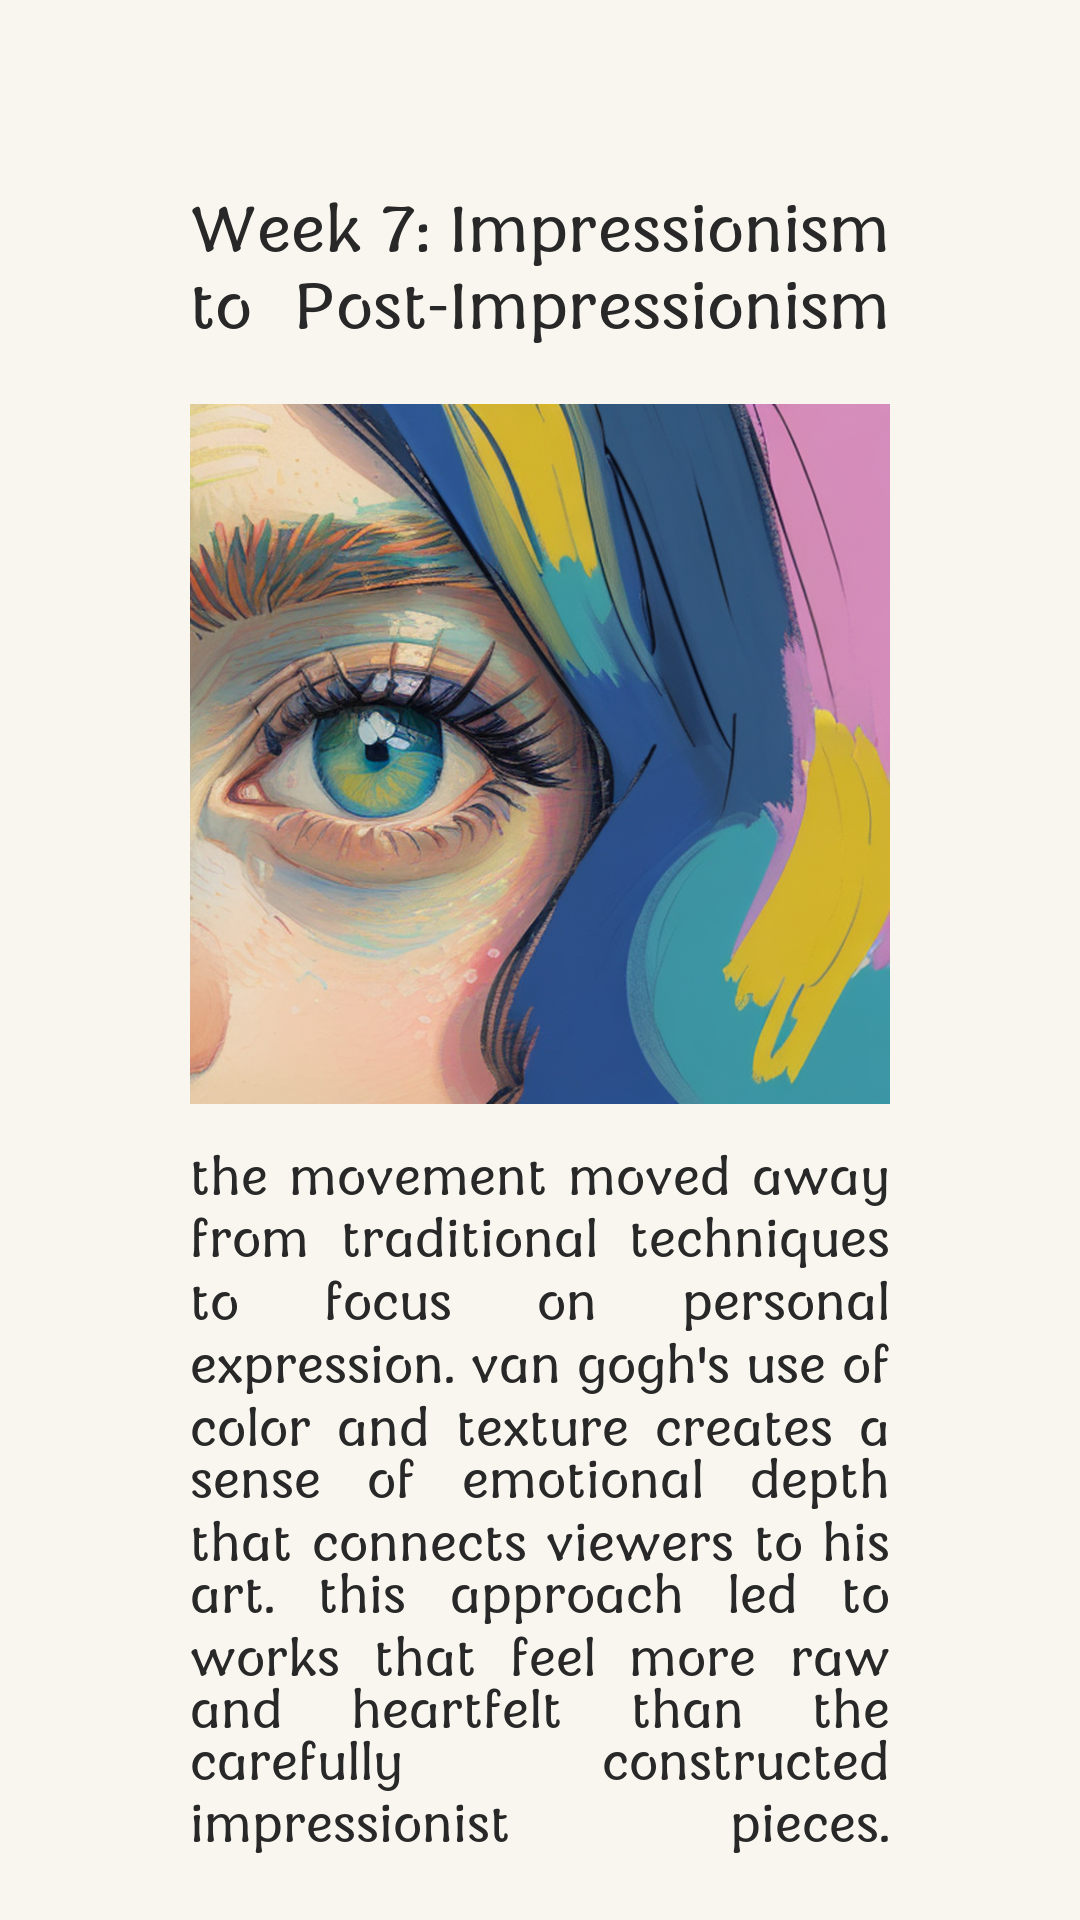 Week 7: Impressionism
to Post-Impressionism
the movement moved away
from traditional techniques
to focus on personal
expression. van gogh's use of
color and texture creates a
sense of emotional depth
that connects viewers to his
art. this approach led to
works that feel more raw
and heartfelt than the
carefully constructed
impressionist pieces.